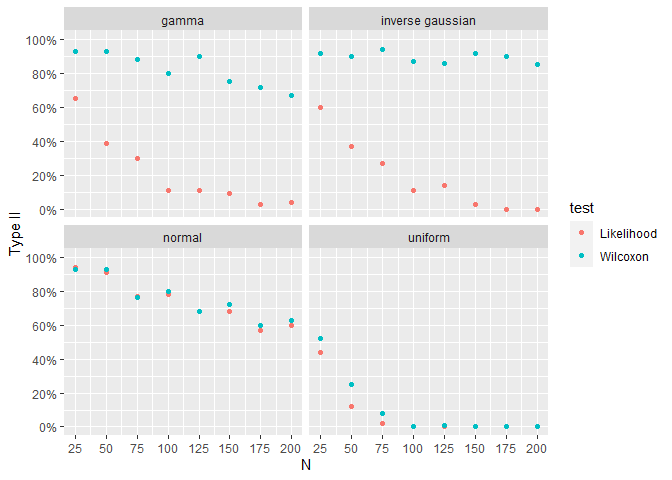 gamma
inverse gaussian
100%
80%
60%
40%
20%
0%
normal
uniform
100%
80%
60%
40%
20%
0%
25 50 75 100 125 150 175 200
25 50 75 100 125 150 175 200
N
Type II
test
Likelihood
Wilcoxon